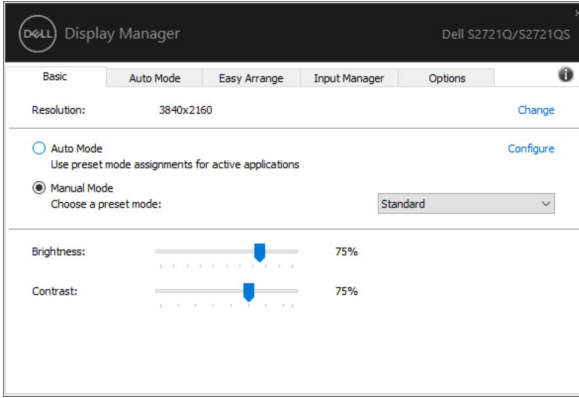 DELL Display Manager
Dell S2721Q/S2721QS
Basic Auto Mode Easy Arrange Input Manager Options
Resolution: 3840x2160 Change
Auto Mode Configure
Use preset mode assignments for active applications
Manual Mode
Choose a preset mode: Standard
Brightness: 75%
Contrast: 75%